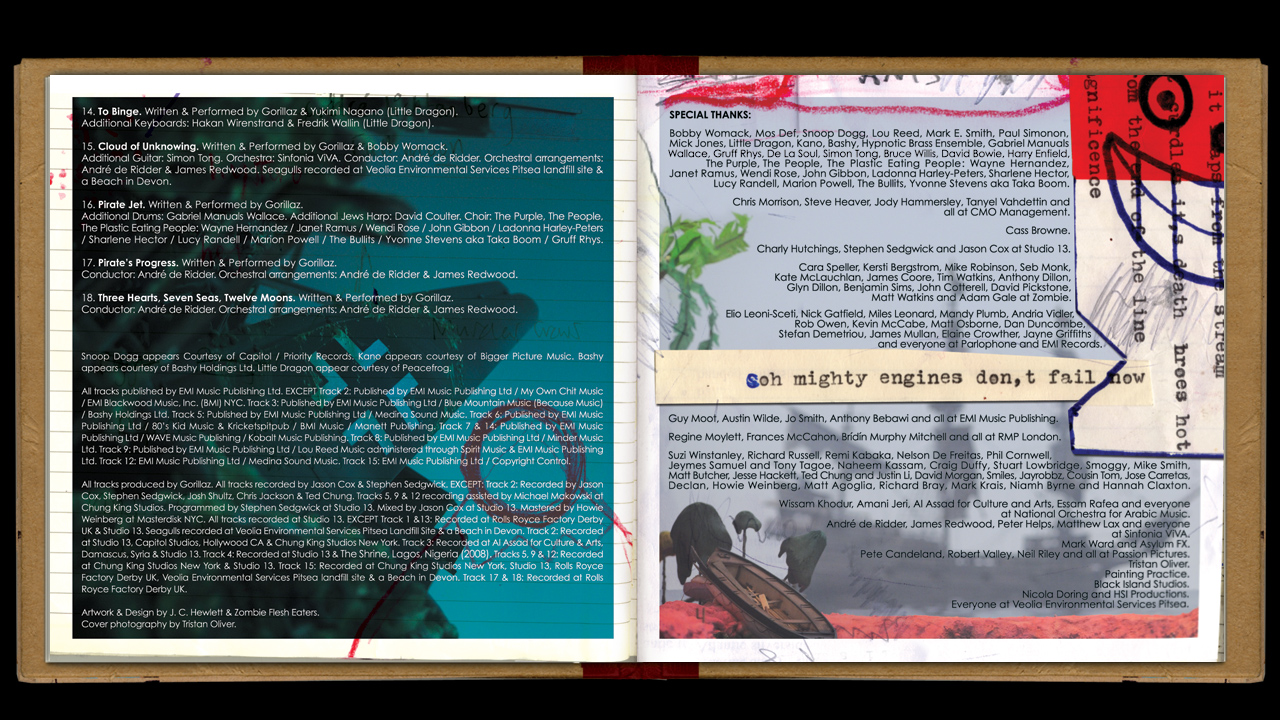 14. To Binge. Written & Performed by Gorillaz & Yukimi Nagano (Little Dragon).
Additional Keyboards: Hakan Wirenstrand & Fredrik Wallin (Little Dragon).
15. Cloud of Unknowing. Written & Performed by Gorillaz & Bobby Womack.
Additional Guitar: Simon Tong. Orchestra: Sinfonia ViVA. Conductor: André de Ridder. Orchestral arrangements:
André de Ridder & James Redwood. Seagulls recorded at Veolia Environmental Services Pitsea landfill site &
a Beach in Devon.
16. Pirate Jet. Written & Performed by Gorillaz.
Additional Drums: Gabriel Manuals Wallace. Additional Jews Harp: David Coulter. Choir: The Purple, The People,
The Plastic Eating People: Wayne Hernandez / Janet Ramus / Wendi Rose / John Gibbon / Ladonna Harley-Peters
/ Sharlene Hector / Lucy Randell / Marion Powell / The Bullits / Yvonne Stevens aka Taka Boom / Gruff Rhys.
17. Pirate's Progress. Written & Performed by Gorillaz.
Conductor: André de Ridder. Orchestral arrangements: André de Ridder & James Redwood.
18. Three Hearts, Seven Seas, Twelve Moons. Written & Performed by Gorillaz.
Conductor: André de Ridder. Orchestral arrangements: André de Ridder & James Redwood.
Snoop Dogg appears Courtesy of Capitol / Priority Records. Kano appears courtesy of Bigger Picture Music. Bashy
appears courtesy of Bashy Holdings Ltd. Little Dragon appear courtesy of Peacefrog.
All tracks published by EMI Music Publishing Ltd. EXCEPT Track 2: Published by EMI Music Publishing Ltd / My Own Chit Music
/ EMI Blackwood Music, Inc. (BMI) NYC. Track 3: Published by EMI Music Publishing Ltd / Blue Mountain Music (Because Music)
/ Bashy Holdings Ltd. Track 5: Published by EMI Music Publishing Ltd / Medina Sound Music. Track 6: Published by EMI Music
Publishing Ltd / 80's Kid Music & Kricketspitpub / BMI Music / Manett Publishing. Track 7 & 14: Published by EMI Music
Publishing Ltd / WAVE Music Publishing / Kobalt Music Publishing. Track 8: Published by EMI Music Publishing Ltd / Minder Music
Ltd. Track 9: Published by EMI Music Publishing Ltd / Lou Reed Music administered through Spirit Music & EMI Music Publishing
Ltd. Track 12: EMI Music Publishing Ltd / Medina Sound Music. Track 15: EMI Music Publishing Ltd / Copyright Control.
All tracks produced by Gorillaz. All tracks recorded by Jason Cox & Stephen Sedgwick, EXCEPT: Track 2: Recorded by Jason
Cox, Stephen Sedgwick, Josh Shultz, Chris Jackson & Ted Chung. Tracks 5, 9 & 12 recording assisted by Michael Makowski at
Chung King Studios. Programmed by Stephen Sedgwick at Studio 13. Mixed by Jason Cox at Studio 13. Mastered by Howie
Weinberg at Masterdisk NYC. All tracks recorded at Studio 13. EXCEPT Track 1 &13: Recorded at Rolls Royce Factory Derby
UK & Studio 13. Seagulls recorded at Veolia Environmental Services Pitsea Landfill Site & a Beach in Devon. Track 2: Recorded
at Studio 13. Capitol Studios, Hollywood CA & Chung King Studios New York. Track 3: Recorded at Al Assad for Culture & Arts,
Damascus, Syria & Studio 13. Track 4: Recorded at Studio 13 & The Shrine, Lagos, Nigeria (2008). Tracks 5, 9 & 12: Recorded
at Chung King Studios New York & Studio 13. Track 15: Recorded at Chung King Studios New York, Studio 13, Rolls Royce
Factory Derby UK, Veolia Environmental Services Pitsea landfill site & a Beach in Devon. Track 17 & 18: Recorded at Rolls
Royce Factory Derby UK.
Artwork & Design by J. C. Hewlett & Zombie Flesh Eaters.
Cover photography by Tristan Oliver.
SPECIAL THANKS:
Bobby Womack, Mos Def, Snoop Dogg, Lou Reed, Mark E. Smith, Paul Simonon,
Mick Jones, Little Dragon, Kano, Bashy, Hypnotic Brass Ensemble, Gabriel Manuals
Wallace, Gruff Rhys, De La Soul, Simon Tong, Bruce Willis, David Bowie, Harry Enfield,
The Purple, The People, The Plastic Eating People: Wayne Hernandez,
Janet Ramus, Wendi Rose, John Gibbon, Ladonna Harley-Peters, Sharlene Hector,
Lucy Randell, Marion Powell, The Bullits, Yvonne Stevens aka Taka Boom.
Chris Morrison, Steve Heaver, Jody Hammersley, Tanyel Vahdettin and
all at CMO Management.
Cass Browne.
Charly Hutchings, Stephen Sedgwick and Jason Cox at Studio 13.
Cara Speller, Kersti Bergstrom, Mike Robinson, Seb Monk,
Kate McLauchlan, James Coore, Tim Watkins, Anthony Dillon,
Glyn Dillon, Benjamin Sims, John Cotterell, David Pickstone,
Matt Watkins and Adam Gale at Zombie.
Elio Leoni-Sceti, Nick Gatfield, Miles Leonard, Mandy Plumb, Andria Vidler,
Rob Owen, Kevin McCabe, Matt Osborne, Dan Duncombe,
Stefan Demetriou, James Mullan, Elaine Crowther, Jayne Griffiths
and everyone at Parlophone and EMI Records.
soh mighty engines don,t fail now
Guy Moot, Austin Wilde, Jo Smith, Anthony Bebawi and all at EMI Music Publishing.
Regine Moylett, Frances McCahon, Brídín Murphy Mitchell and all at RMP London.
Suzi Winstanley, Richard Russell, Remi Kabaka, Nelson De Freitas, Phil Cornwell,
Jeymes Samuel and Tony Tagoe, Naheem Kassam, Craig Duffy, Stuart Lowbridge, Smoggy, Mike Smith,
Matt Butcher, Jesse Hackett, Ted Chung and Justin Li, David Morgan, Smiles, Jayrobbz, Cousin Tom, Jose Carretas,
Declan, Howie Weinberg, Matt Agoglia, Richard Bray, Mark Krais, Niamh Byrne and Hannah Claxton.
Wissam Khodur, Amani Jeri, Al Assad for Culture and Arts, Essam Rafea and everyone
at National Orchestra for Arabic Music.
André de Ridder, James Redwood, Peter Helps, Matthew Lax and everyone
at Sinfonia ViVA.
Mark Ward and Asylum FX.
Pete Candeland, Robert Valley, Neil Riley and all at Passion Pictures.
Tristan Oliver.
Painting Practice.
Black Island Studios.
Nicola Doring and HSI Productions.
Everyone at Veolia Environmental Services Pitsea.
it from the stream
it,s death broes hot
the end of the line
gnificence